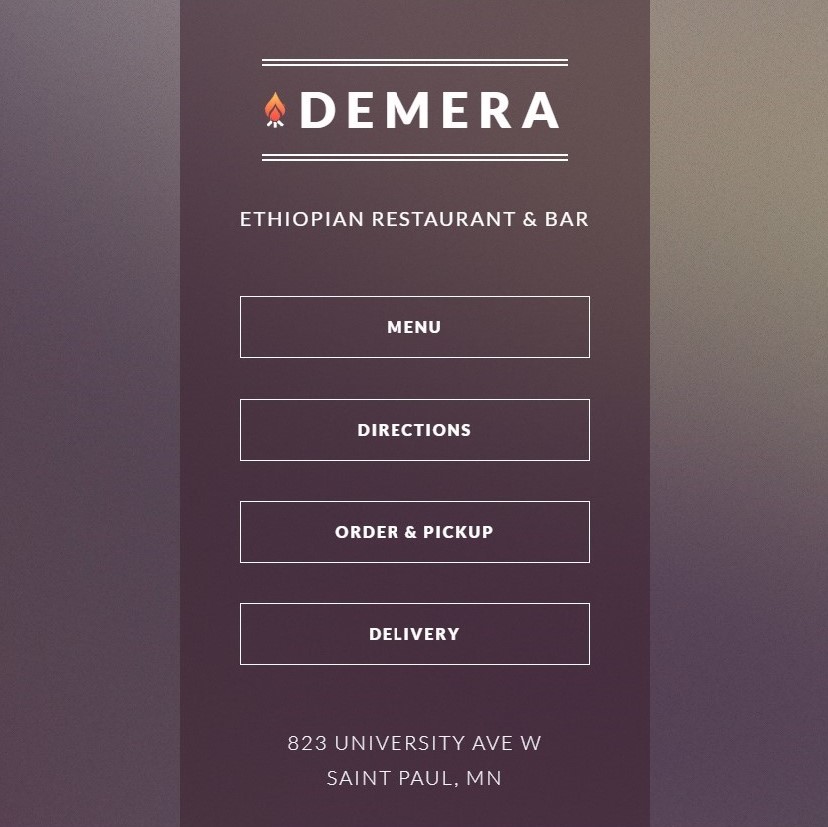 DEMERA
ETHIOPIAN RESTAURANT & BAR
MENU
DIRECTIONS
ORDER & PICKUP
DELIVERY
823 UNIVERSITY AVE W
SAINT PAUL, MN